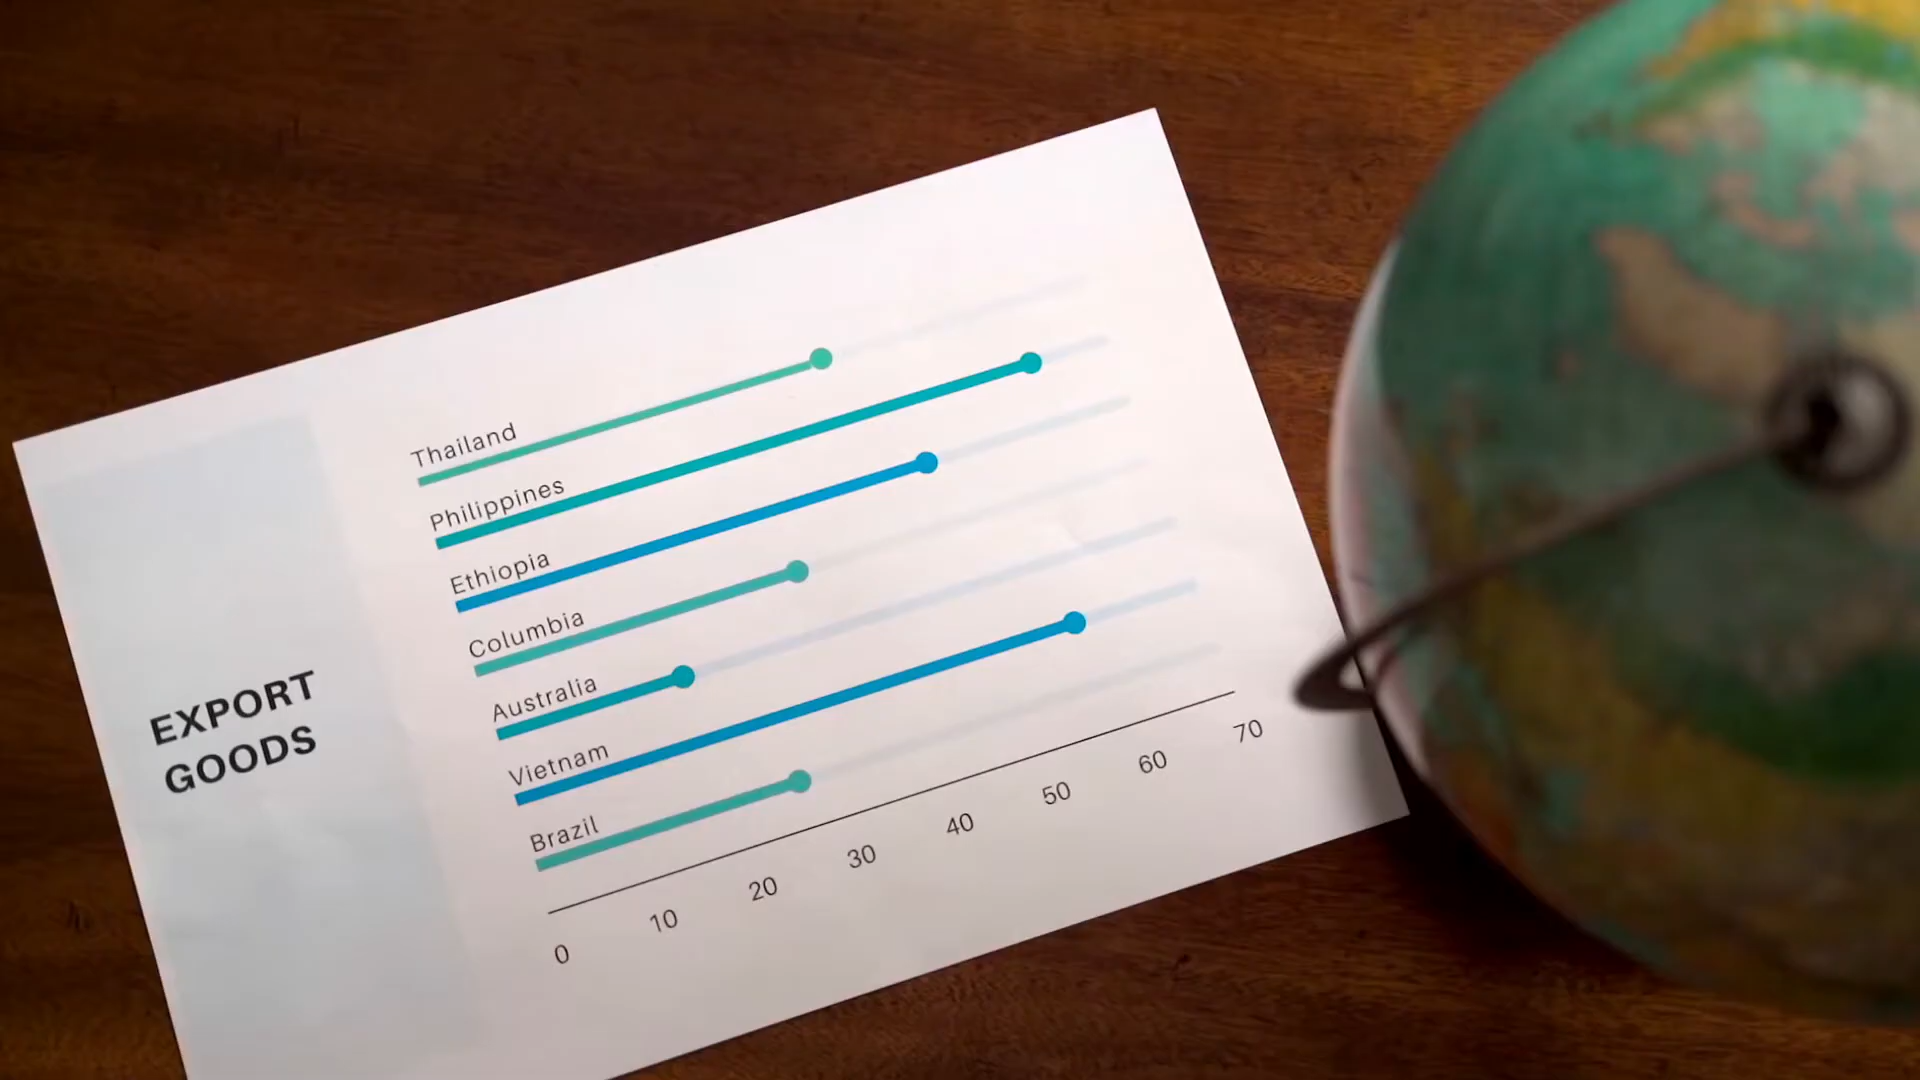 EXPORT
GOODS
Thailand
Philippines
Ethiopia
Columbia
Australia
Vietnam
Brazil
0 10 20 30 40 50 60 70